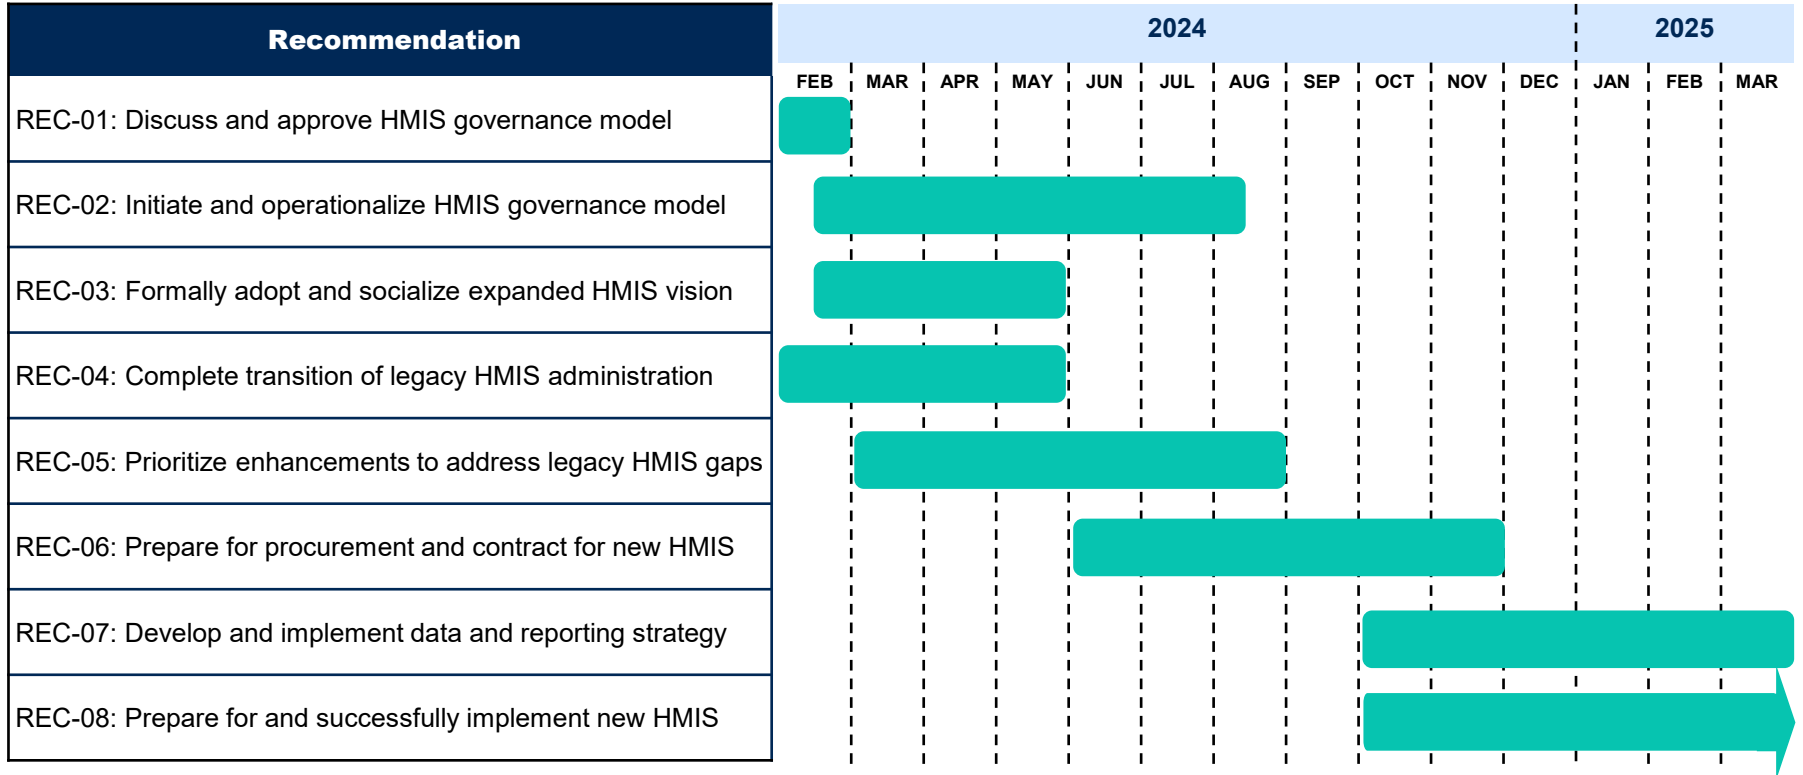 Recommendation
2024
2025
FEB MAR APR MAY JUN JUL AUG SEP OCT NOV DEC JAN FEB MAR
REC-01: Discuss and approve HMIS governance model
REC-02: Initiate and operationalize HMIS governance model
REC-03: Formally adopt and socialize expanded HMIS vision
REC-04: Complete transition of legacy HMIS administration
REC-05: Prioritize enhancements to address legacy HMIS gaps
REC-06: Prepare for procurement and contract for new HMIS
REC-07: Develop and implement data and reporting strategy
REC-08: Prepare for and successfully implement new HMIS